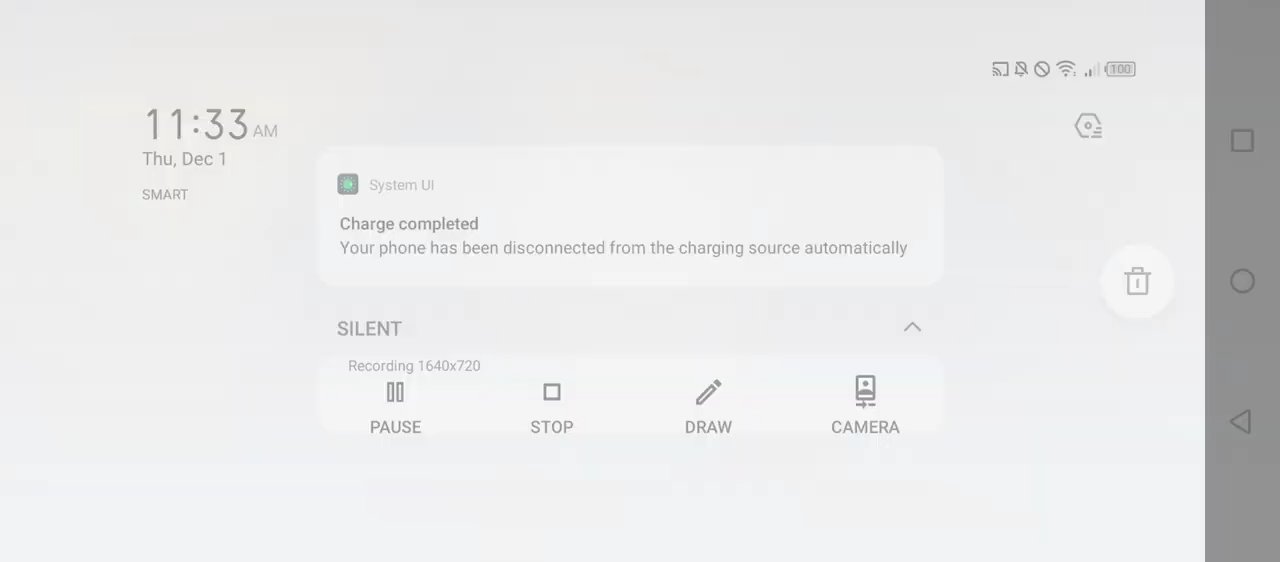 100
11:33 AM
Thu, Dec 1
SMART
System UI
Charge completed
Your phone has been disconnected from the charging source automatically
SILENT
Recording 1640x720
PAUSE STOP DRAW CAMERA